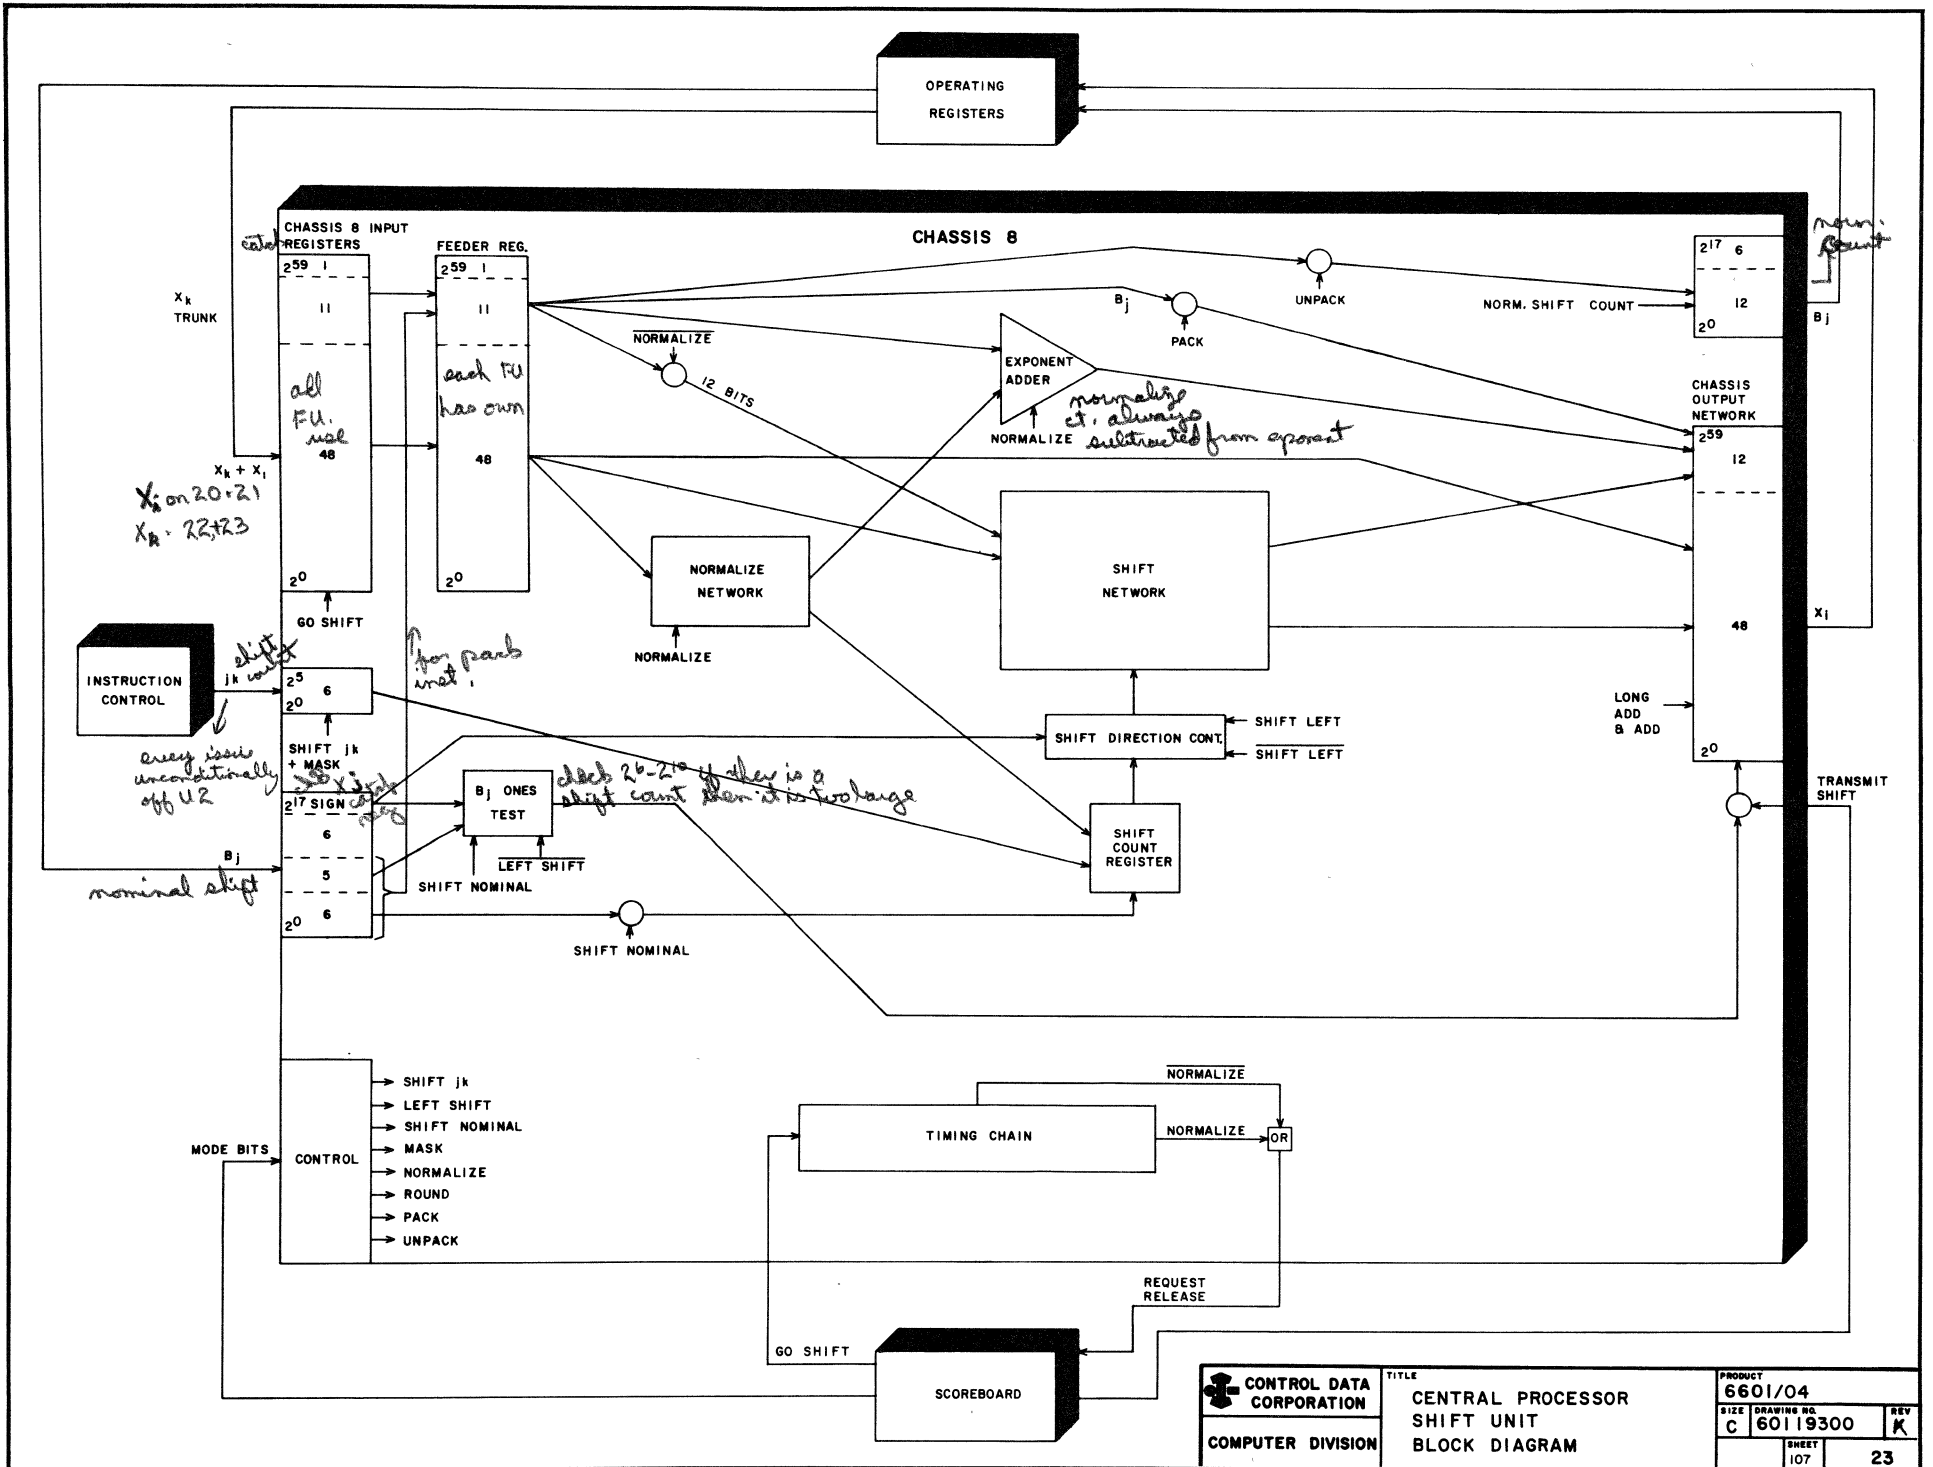 OPERATING
REGISTERS
CHASSIS 8 INPUT
REGISTERS
catch
FEEDER REG.
CHASSIS 8
2^59 1
11
all
F.U.
use
48
2^0
GO SHIFT
2^59 1
11
each FU
has own
48
2^0
X_k
TRUNK
X_k + X_i
X_i on 20+21
X_k - 22,+23
UNPACK
B_j
PACK
N̅O̅R̅M̅A̅L̅I̅Z̅E̅
12 BITS
EXPONENT
ADDER
NORMALIZE
normalize
ct. always
subtracted from eponent
NORM. SHIFT COUNT
2^17 6
12
2^0
norm.
count
B_j
CHASSIS
OUTPUT
NETWORK
2^59
12
48
2^0
X_i
LONG
ADD
& ADD
TRANSMIT
SHIFT
NORMALIZE
NETWORK
NORMALIZE
SHIFT
NETWORK
SHIFT DIRECTION CONT.
SHIFT LEFT
S̅H̅I̅F̅T̅ L̅E̅F̅T̅
SHIFT
COUNT
REGISTER
INSTRUCTION
CONTROL
shift
count
jk
2^5
6
2^0
SHIFT jk
+ MASK
every issue
unconditionally
off U2
for pack
inst.
2^17 SIGN
6
5
2^0 6
B_j
nominal shift
B_j ONES
TEST
SHIFT NOMINAL
L̅E̅F̅T̅ S̅H̅I̅F̅T̅
check 2^6-2^10 if ther is a
shift count then it is too large
SHIFT NOMINAL
MODE BITS
CONTROL
SHIFT jk
LEFT SHIFT
SHIFT NOMINAL
MASK
NORMALIZE
ROUND
PACK
UNPACK
N̅O̅R̅M̅A̅L̅I̅Z̅E̅
TIMING CHAIN
NORMALIZE
OR
REQUEST
RELEASE
GO SHIFT
SCOREBOARD
CONTROL DATA
CORPORATION
COMPUTER DIVISION
TITLE
CENTRAL PROCESSOR
SHIFT UNIT
BLOCK DIAGRAM
PRODUCT
6601/04
SIZE DRAWING NO. REV
C 60119300 K
SHEET
107 23